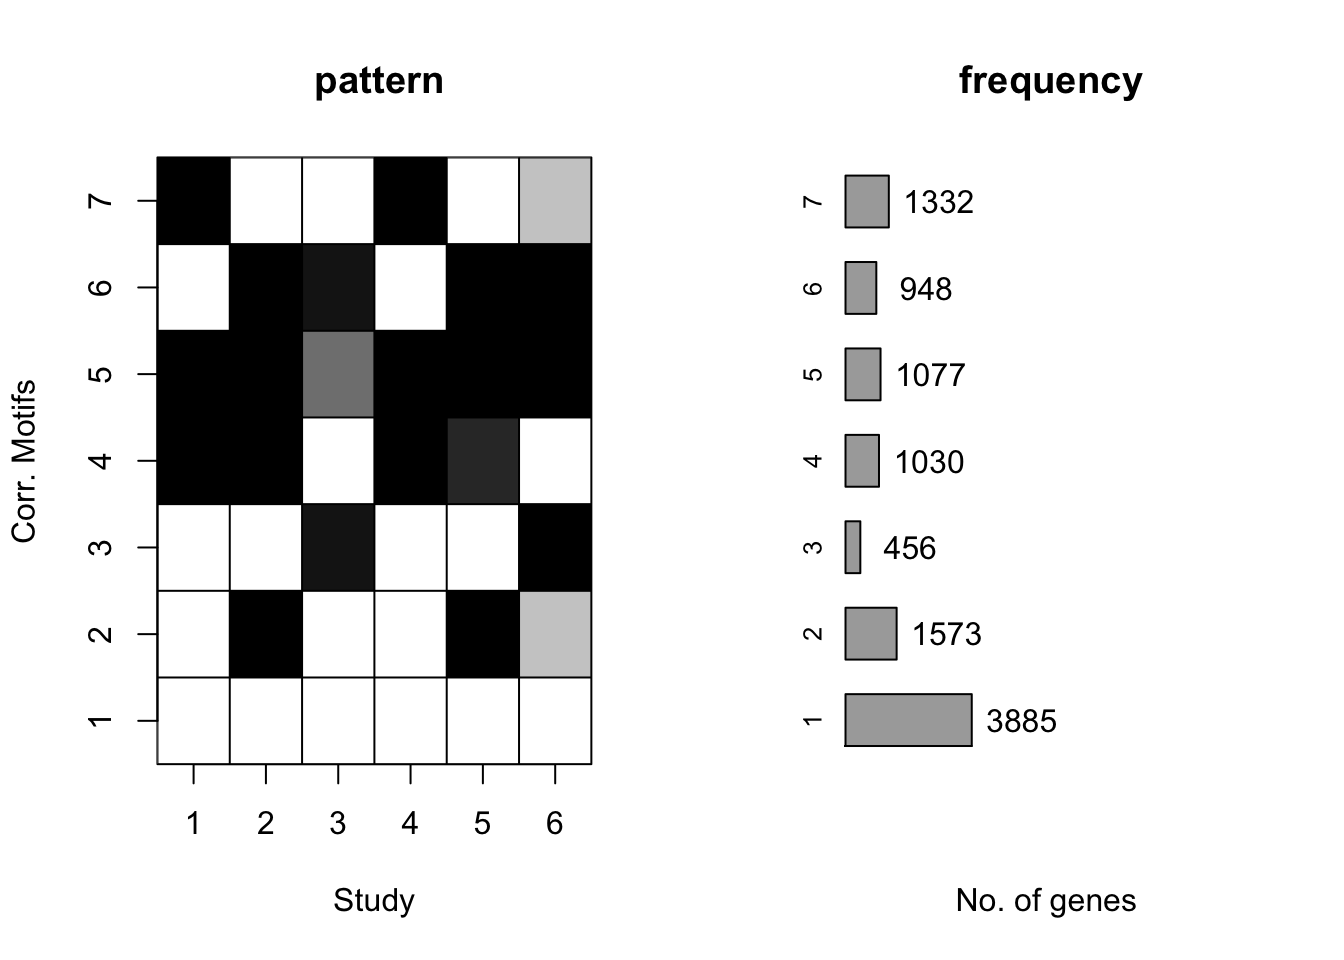 pattern
Corr. Motifs
7
6
5
4
3
2
1
1 2 3 4 5 6
Study
frequency
7 1332
6 948
5 1077
4 1030
3 456
2 1573
1 3885
No. of genes